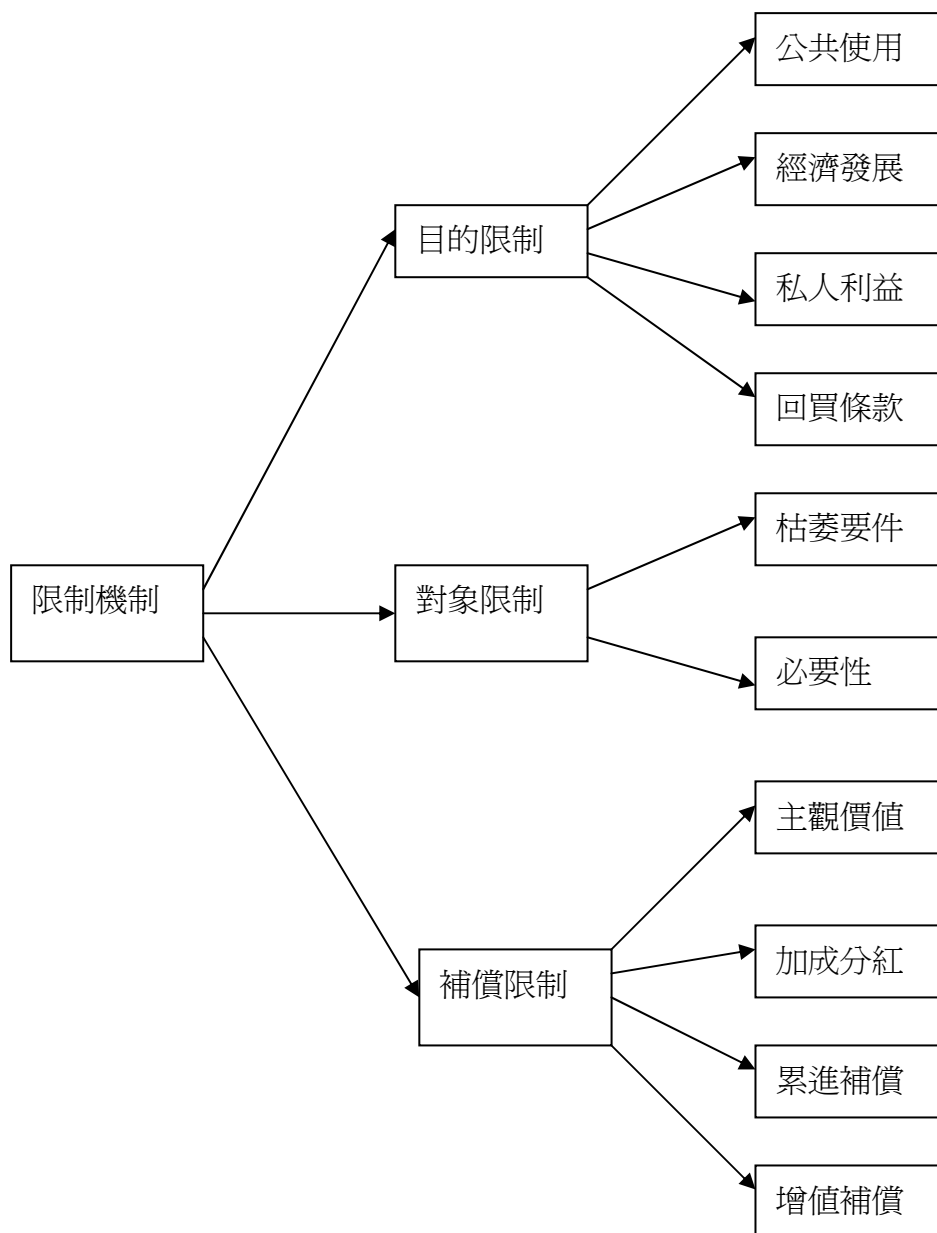 公共使用
經濟發展
目的限制
私人利益
回買條款
枯萎要件
限制機制
對象限制
必要性
主觀價值
加成分紅
補償限制
累進補償
增值補償